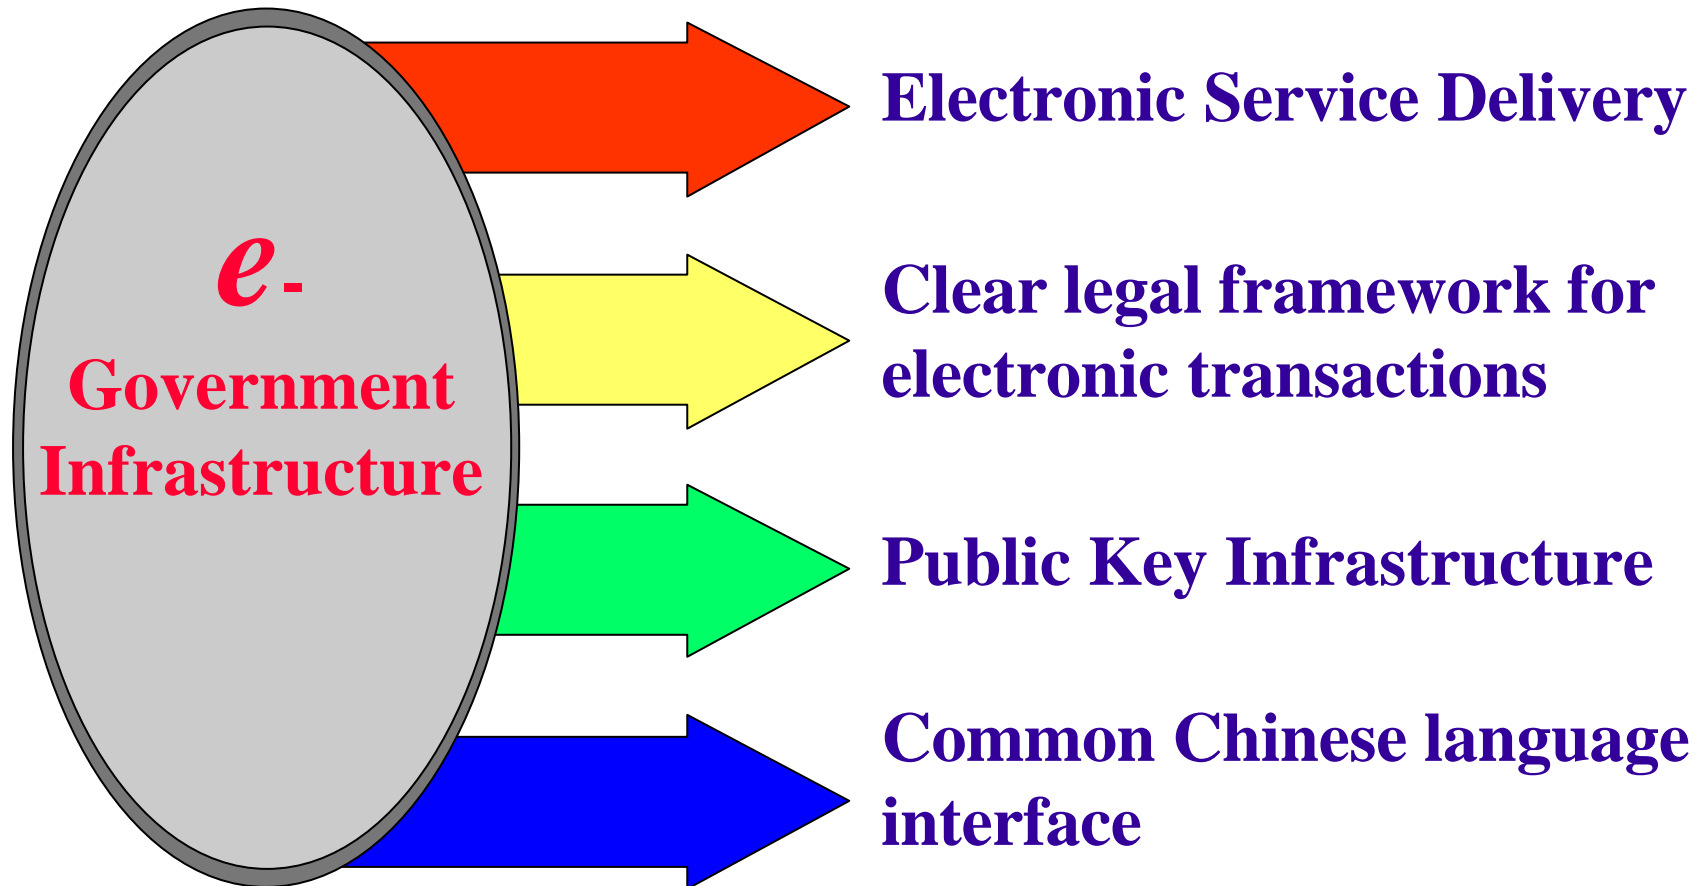 e-
Government
Infrastructure
Electronic Service Delivery
Clear legal framework for
electronic transactions
Public Key Infrastructure
Common Chinese language
interface